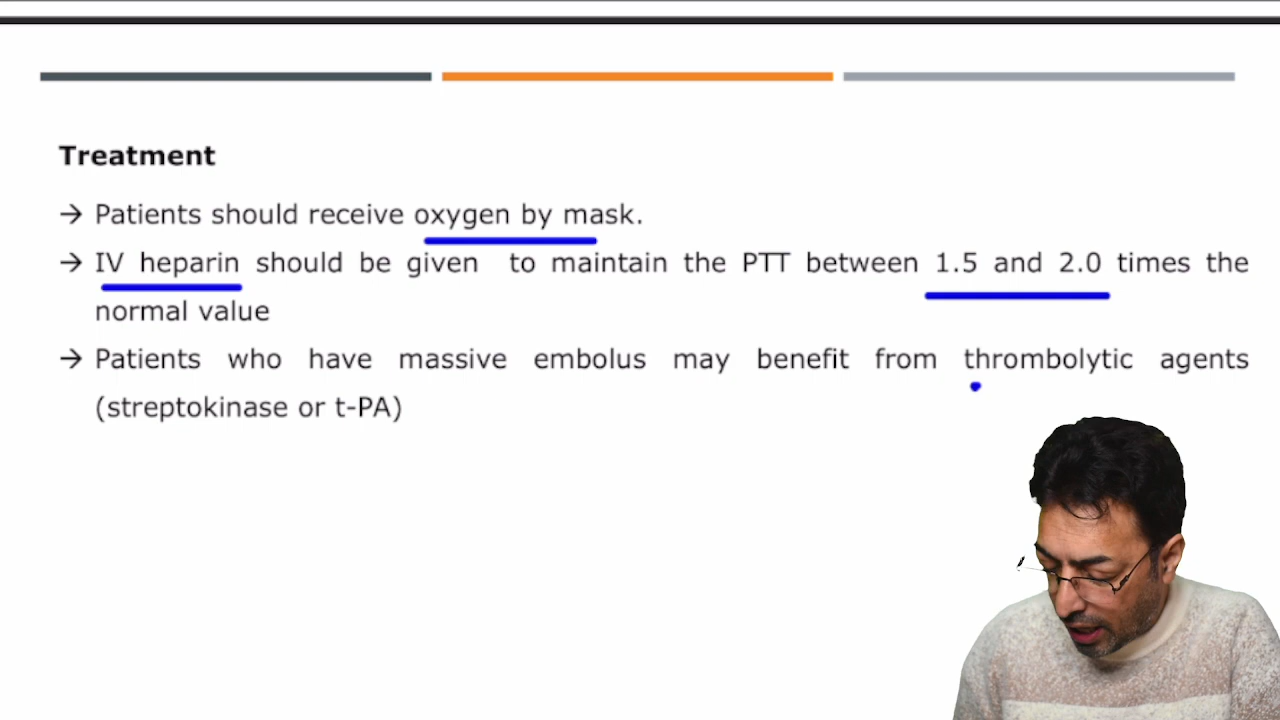 Treatment
→ Patients should receive oxygen by mask.
→ IV heparin should be given to maintain the PTT between 1.5 and 2.0 times the
normal value
→ Patients who have massive embolus may benefit from thrombolytic agents
(streptokinase or t-PA)